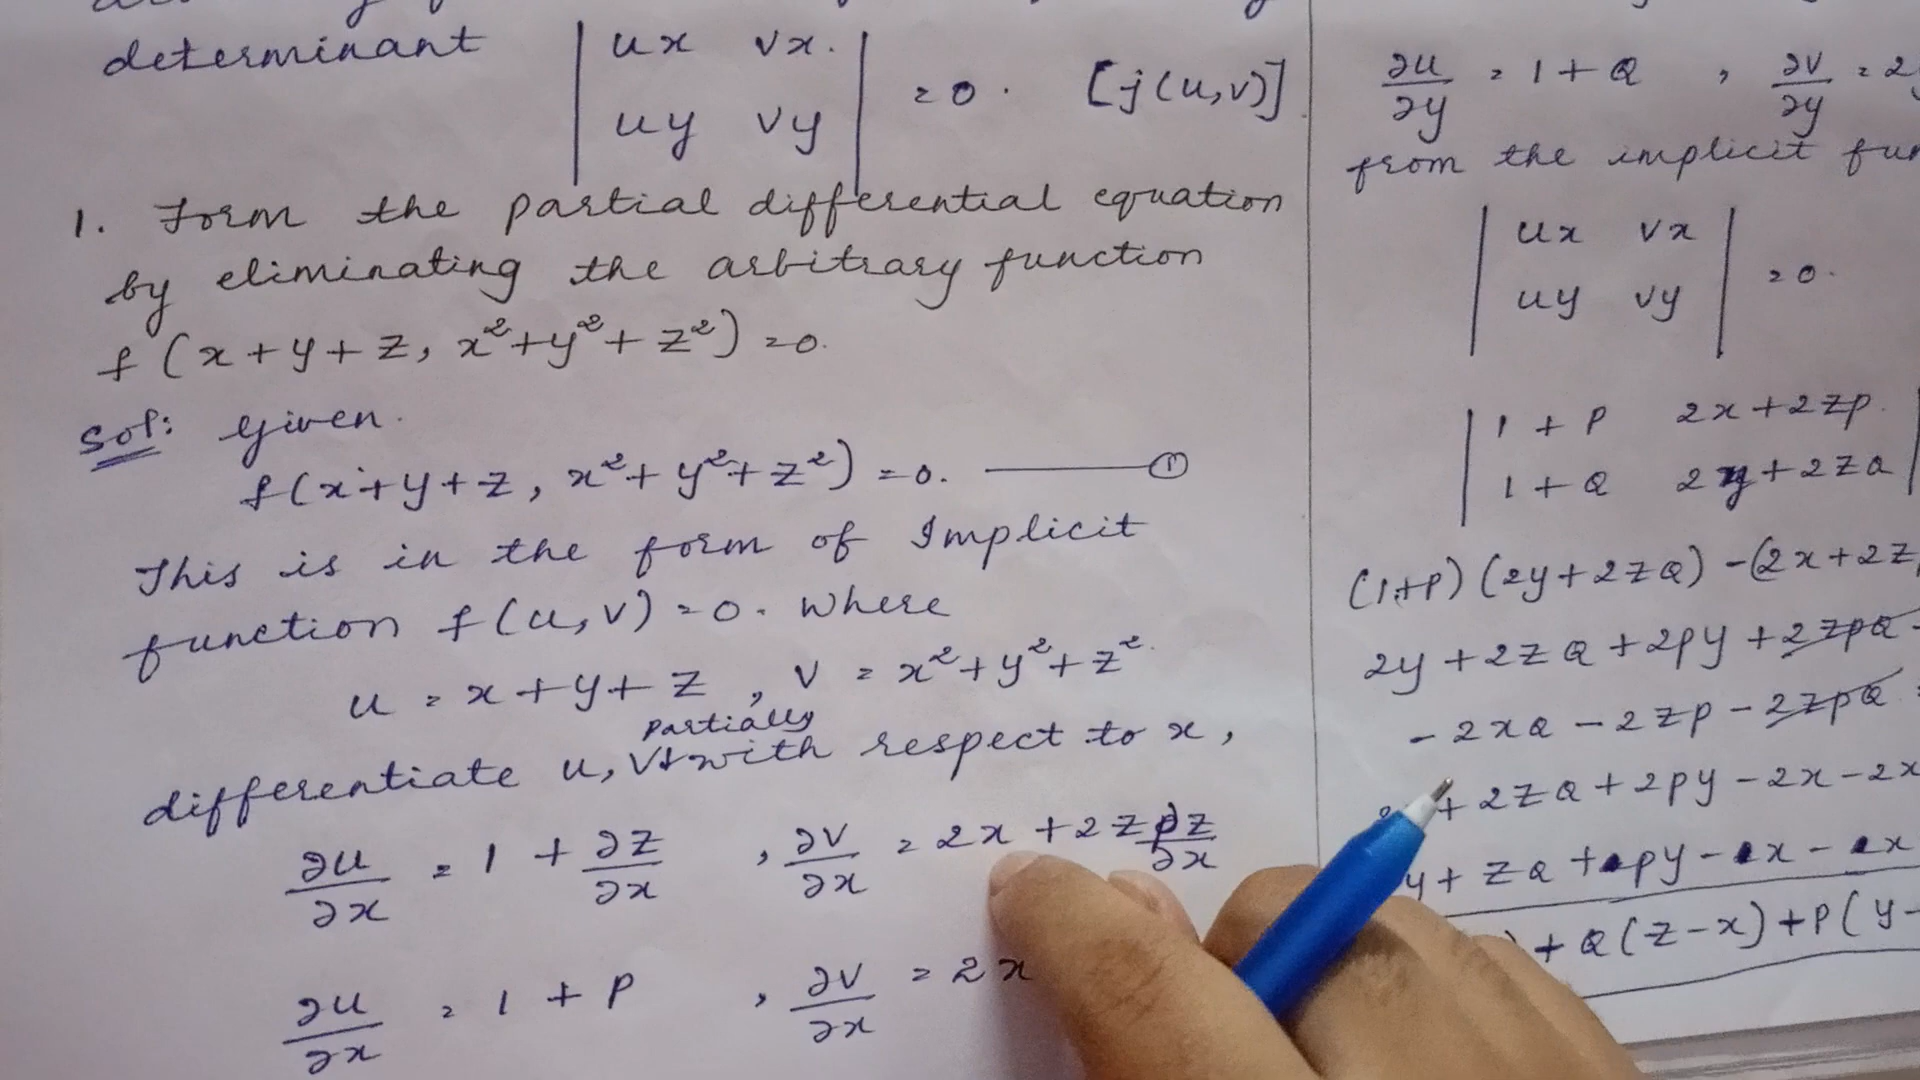 determinant | ux vx. | = 0. [j(u,v)]
| uy vy |
1. Form the partial differential equation
by eliminating the arbitrary function
f (x+y+z, x²+y²+z²) =0.
Sol: Given.
f(x+y+z, x²+y²+z²) =0. ——— ①
This is in the form of Implicit
function f(u,v) =0. Where
u = x+y+z , v = x²+y²+z².
partially
differentiate u, v with respect to x,
∂u/∂x = 1 + ∂z/∂x , ∂v/∂x = 2x +2z ∂z/∂x
∂u/∂x = 1 + p , ∂v/∂x = 2x
∂u/∂y = 1+Q , ∂v/∂y = 2y
from the implicit
| ux vx |
| uy vy | =0.
| 1 + p 2x+2zp. |
| 1 + Q 2y+2zQ |
(1+p) (2y+2zQ) -(2x+2z
2y +2zQ +2py +2zpQ -
- 2xQ - 2zp - 2zpQ =
+ 2zQ +2py -2x -2x
y + zQ + py - x - x
) + Q (z-x) +p (y-